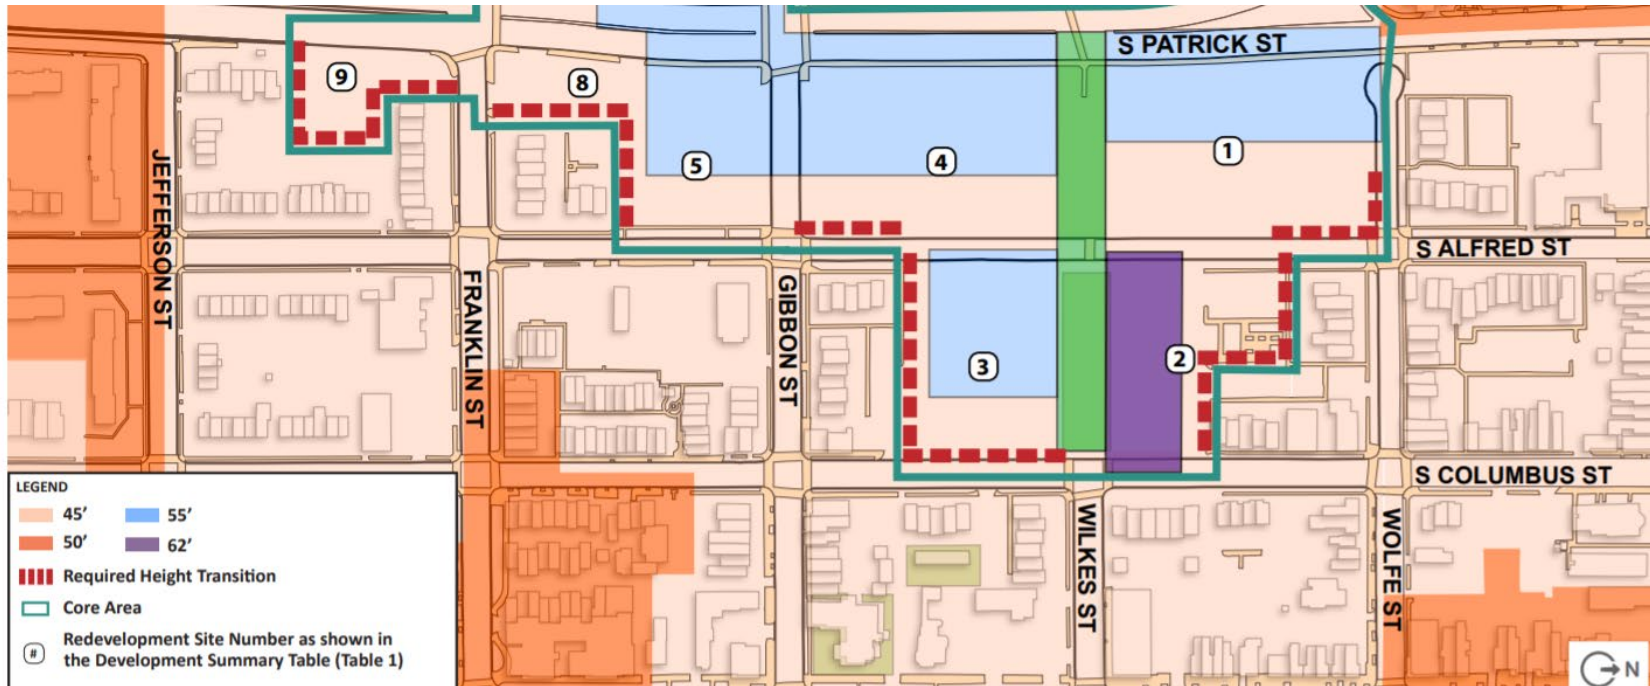 S PATRICK ST
9
8
5
4
1
JEFFERSON ST
FRANKLIN ST
GIBBON ST
S ALFRED ST
3
2
S COLUMBUS ST
WILKES ST
WOLFE ST
LEGEND
45’ 55’
50’ 62’
Required Height Transition
Core Area
# Redevelopment Site Number as shown in
the Development Summary Table (Table 1)
N